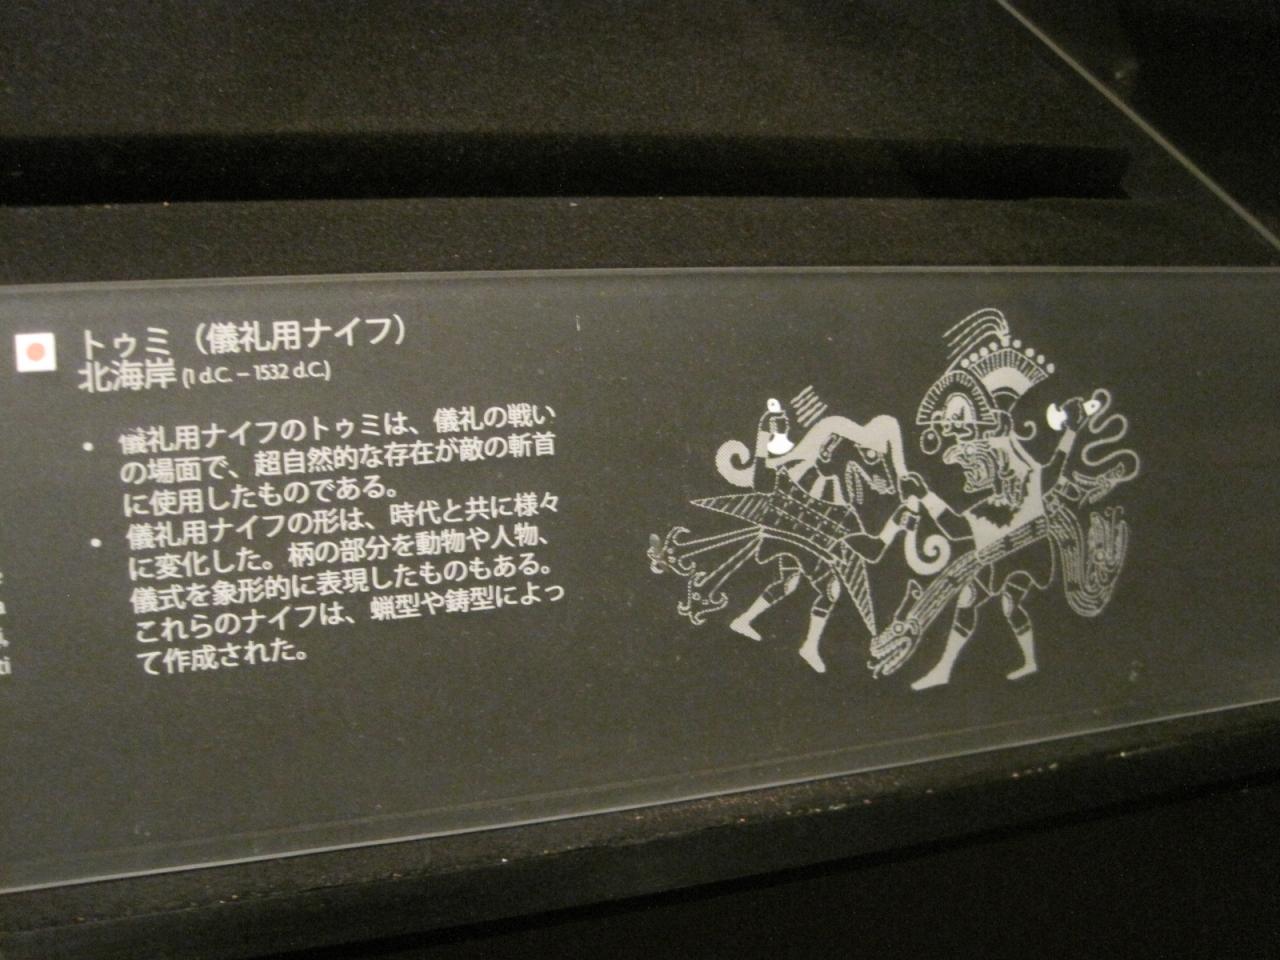 トゥミ（儀礼用ナイフ）
北海岸 (1 d.C. – 1532 d.C.)
• 儀礼用ナイフのトゥミは、儀礼の戦い
の場面で、超自然的な存在が敵の斬首
に使用したものである。
• 儀礼用ナイフの形は、時代と共に様々
に変化した。柄の部分を動物や人物、
儀式を象形的に表現したものもある。
これらのナイフは、蝋型や鋳型によっ
て作成された。